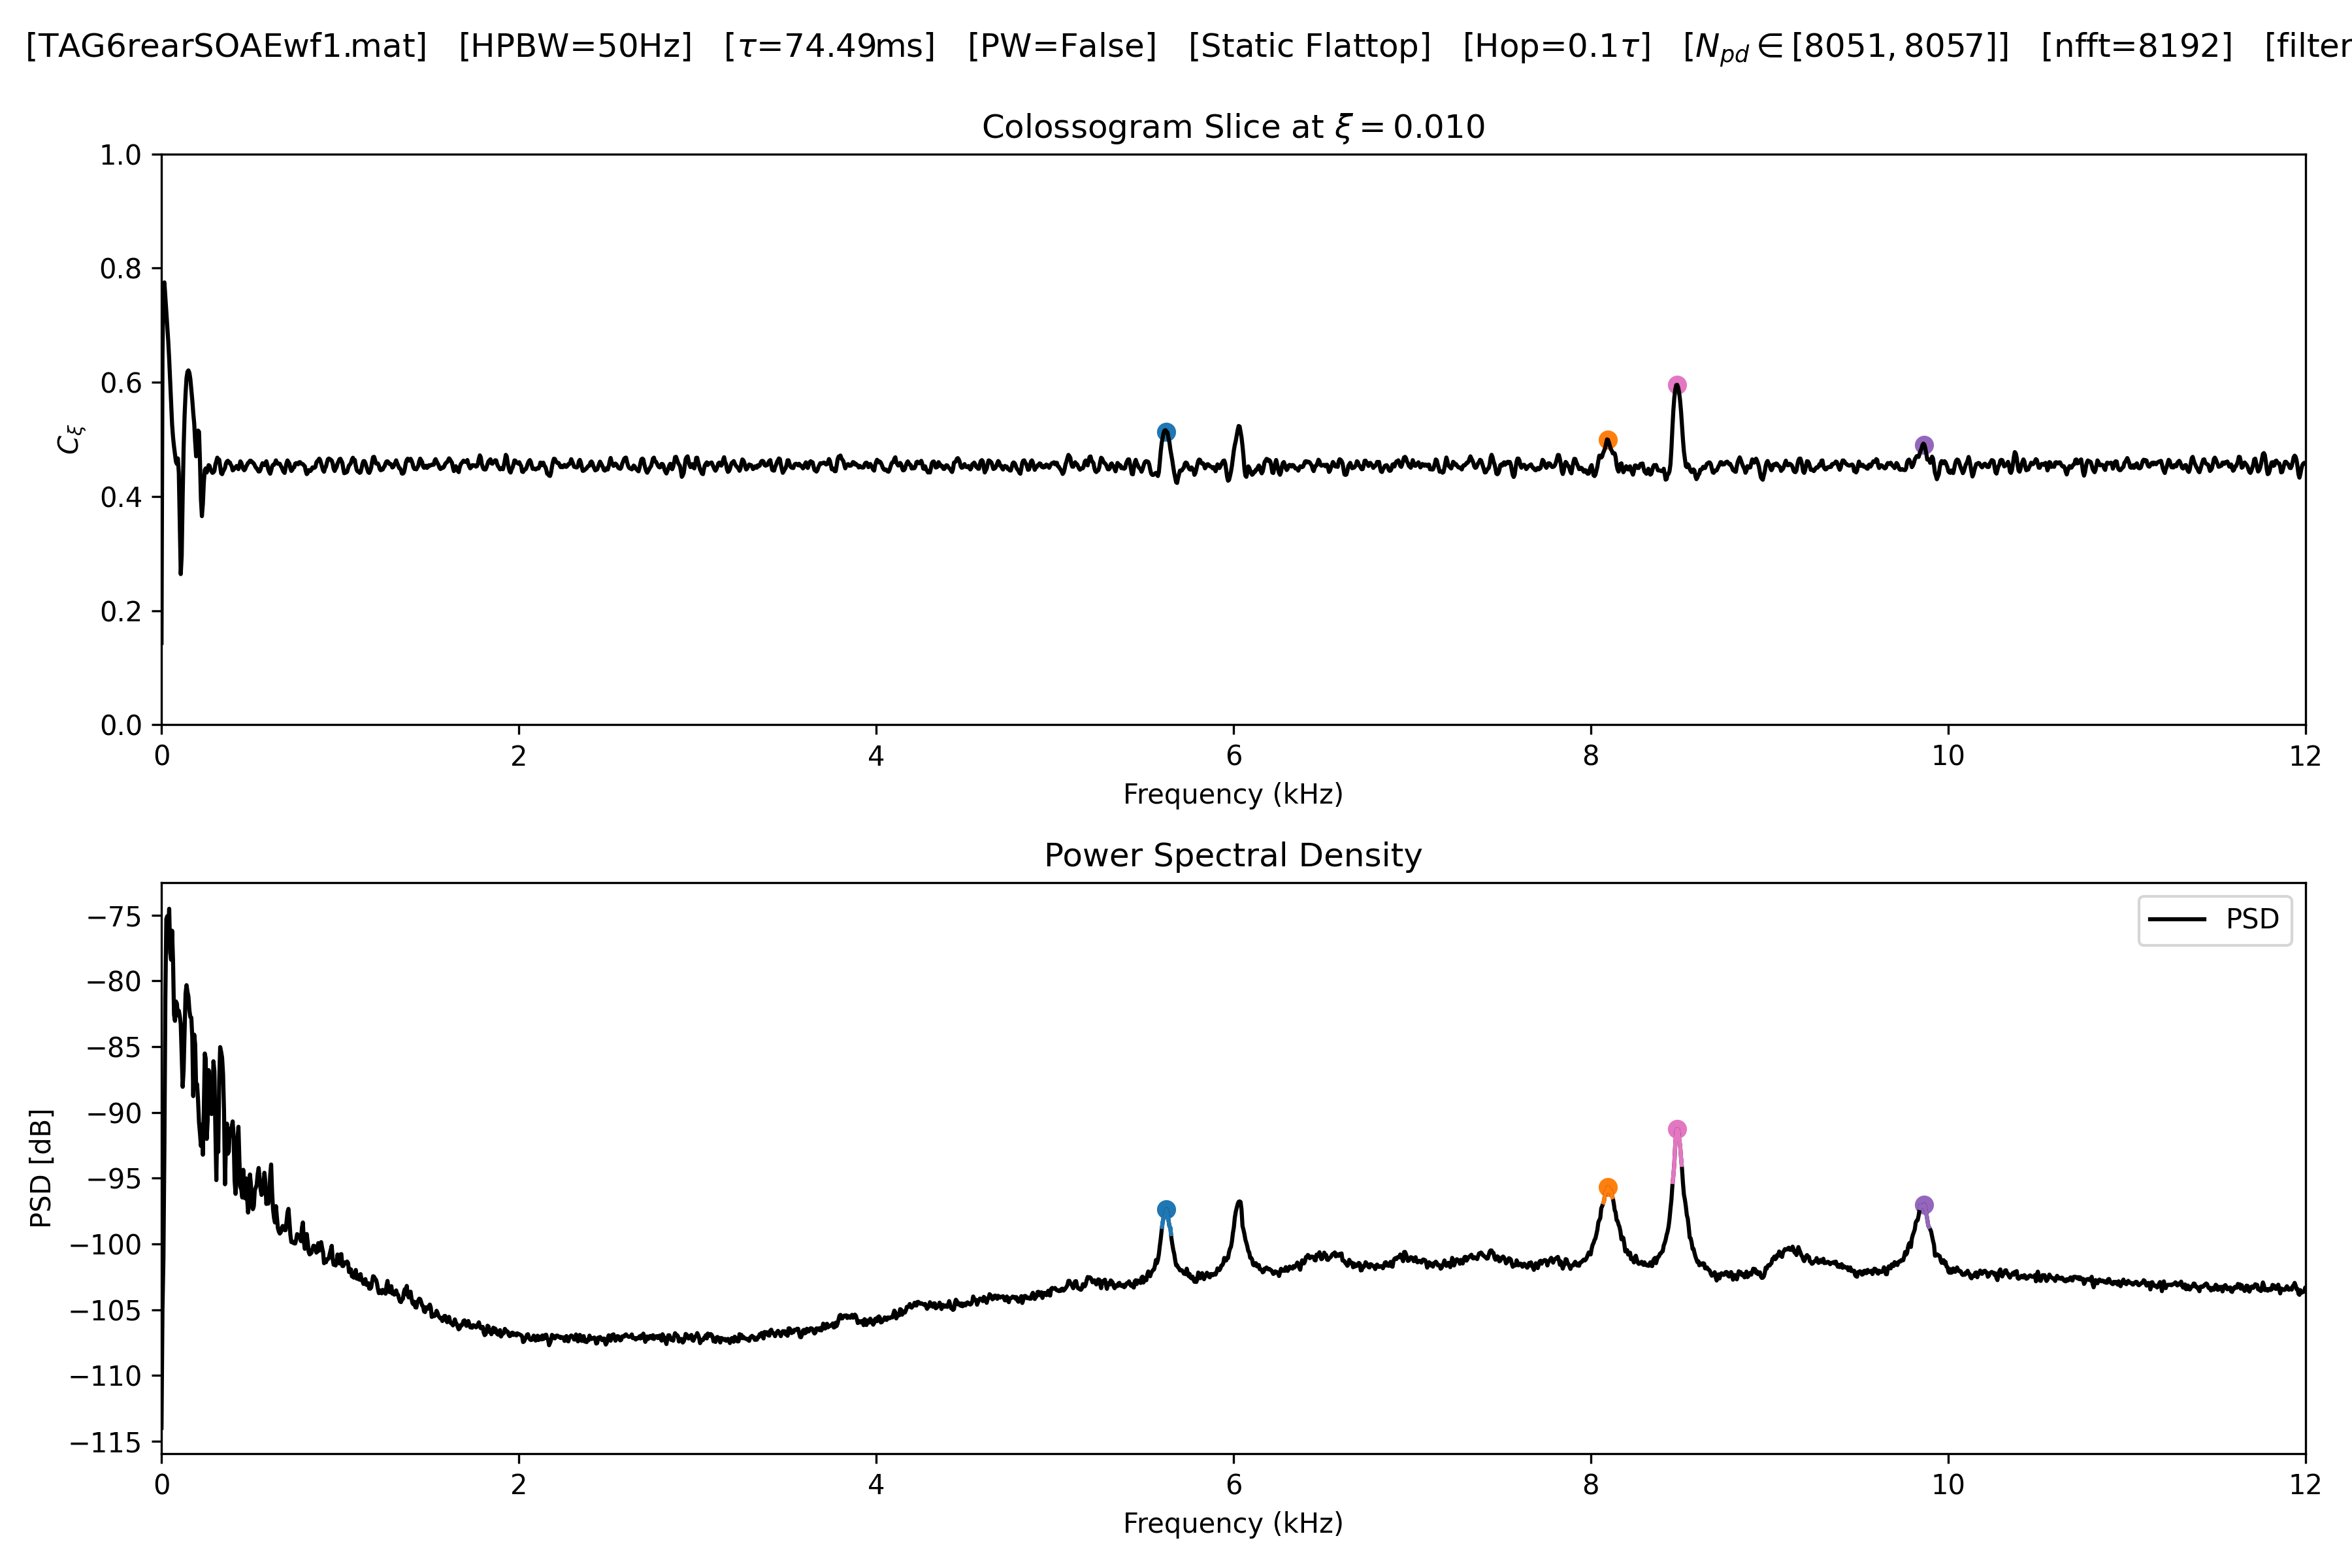 [TAG6rearSOAEwf1.mat] [HPBW=50Hz] [τ=74.49ms] [PW=False] [Static Flattop] [Hop=0.1τ] [N_pd ∈ [8051, 8057]] [nfft=8192] [filter
Colossogram Slice at ξ = 0.010
1.0
0.8
0.6
0.4
0.2
0.0
C_ξ
0 2 4 6 8 10 12
Frequency (kHz)
Power Spectral Density
PSD
−75
−80
−85
−90
−95
−100
−105
−110
−115
PSD [dB]
0 2 4 6 8 10 12
Frequency (kHz)